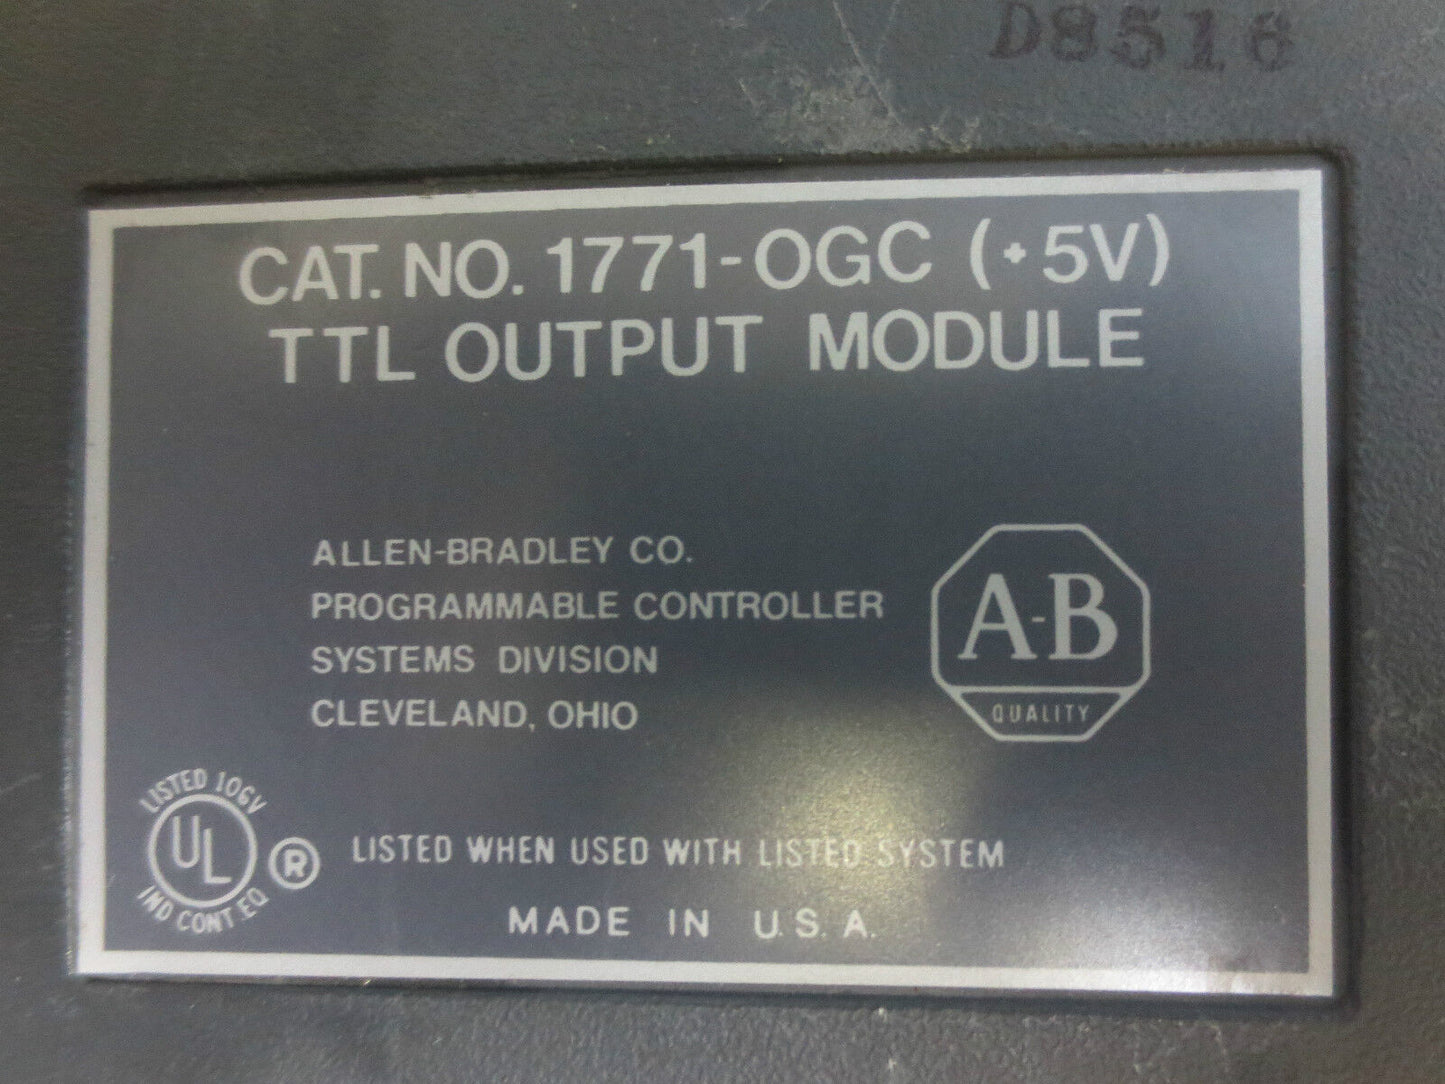 D8516
CAT. NO. 1771-OGC (+5V)
TTL OUTPUT MODULE
ALLEN-BRADLEY CO.
PROGRAMMABLE CONTROLLER
SYSTEMS DIVISION
CLEVELAND, OHIO
A-B
QUALITY
LISTED 106V
UL
IND CONT. EQ
®
LISTED WHEN USED WITH LISTED SYSTEM
MADE IN U.S.A.